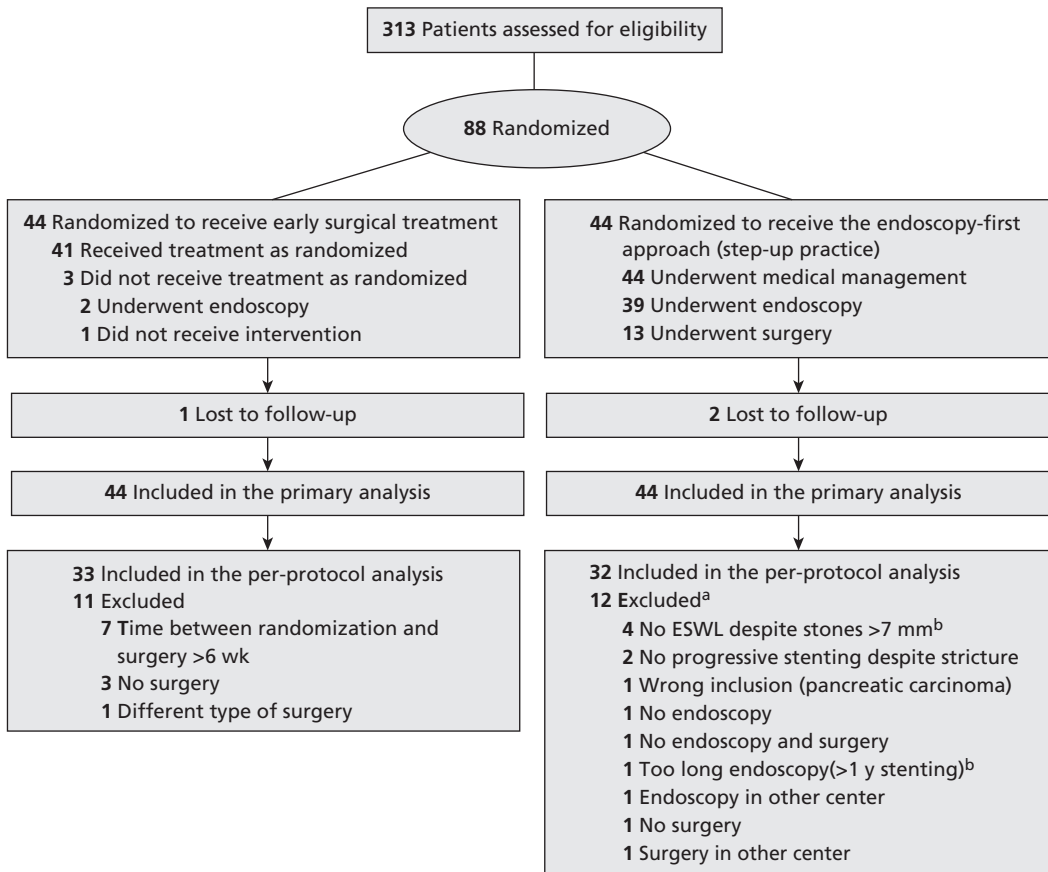 313 Patients assessed for eligibility
88 Randomized
44 Randomized to receive early surgical treatment
41 Received treatment as randomized
3 Did not receive treatment as randomized
2 Underwent endoscopy
1 Did not receive intervention
44 Randomized to receive the endoscopy-first
approach (step-up practice)
44 Underwent medical management
39 Underwent endoscopy
13 Underwent surgery
1 Lost to follow-up
2 Lost to follow-up
44 Included in the primary analysis
44 Included in the primary analysis
33 Included in the per-protocol analysis
11 Excluded
7 Time between randomization and
surgery >6 wk
3 No surgery
1 Different type of surgery
32 Included in the per-protocol analysis
12 Excludedᵃ
4 No ESWL despite stones >7 mmᵇ
2 No progressive stenting despite stricture
1 Wrong inclusion (pancreatic carcinoma)
1 No endoscopy
1 No endoscopy and surgery
1 Too long endoscopy(>1 y stenting)ᵇ
1 Endoscopy in other center
1 No surgery
1 Surgery in other center